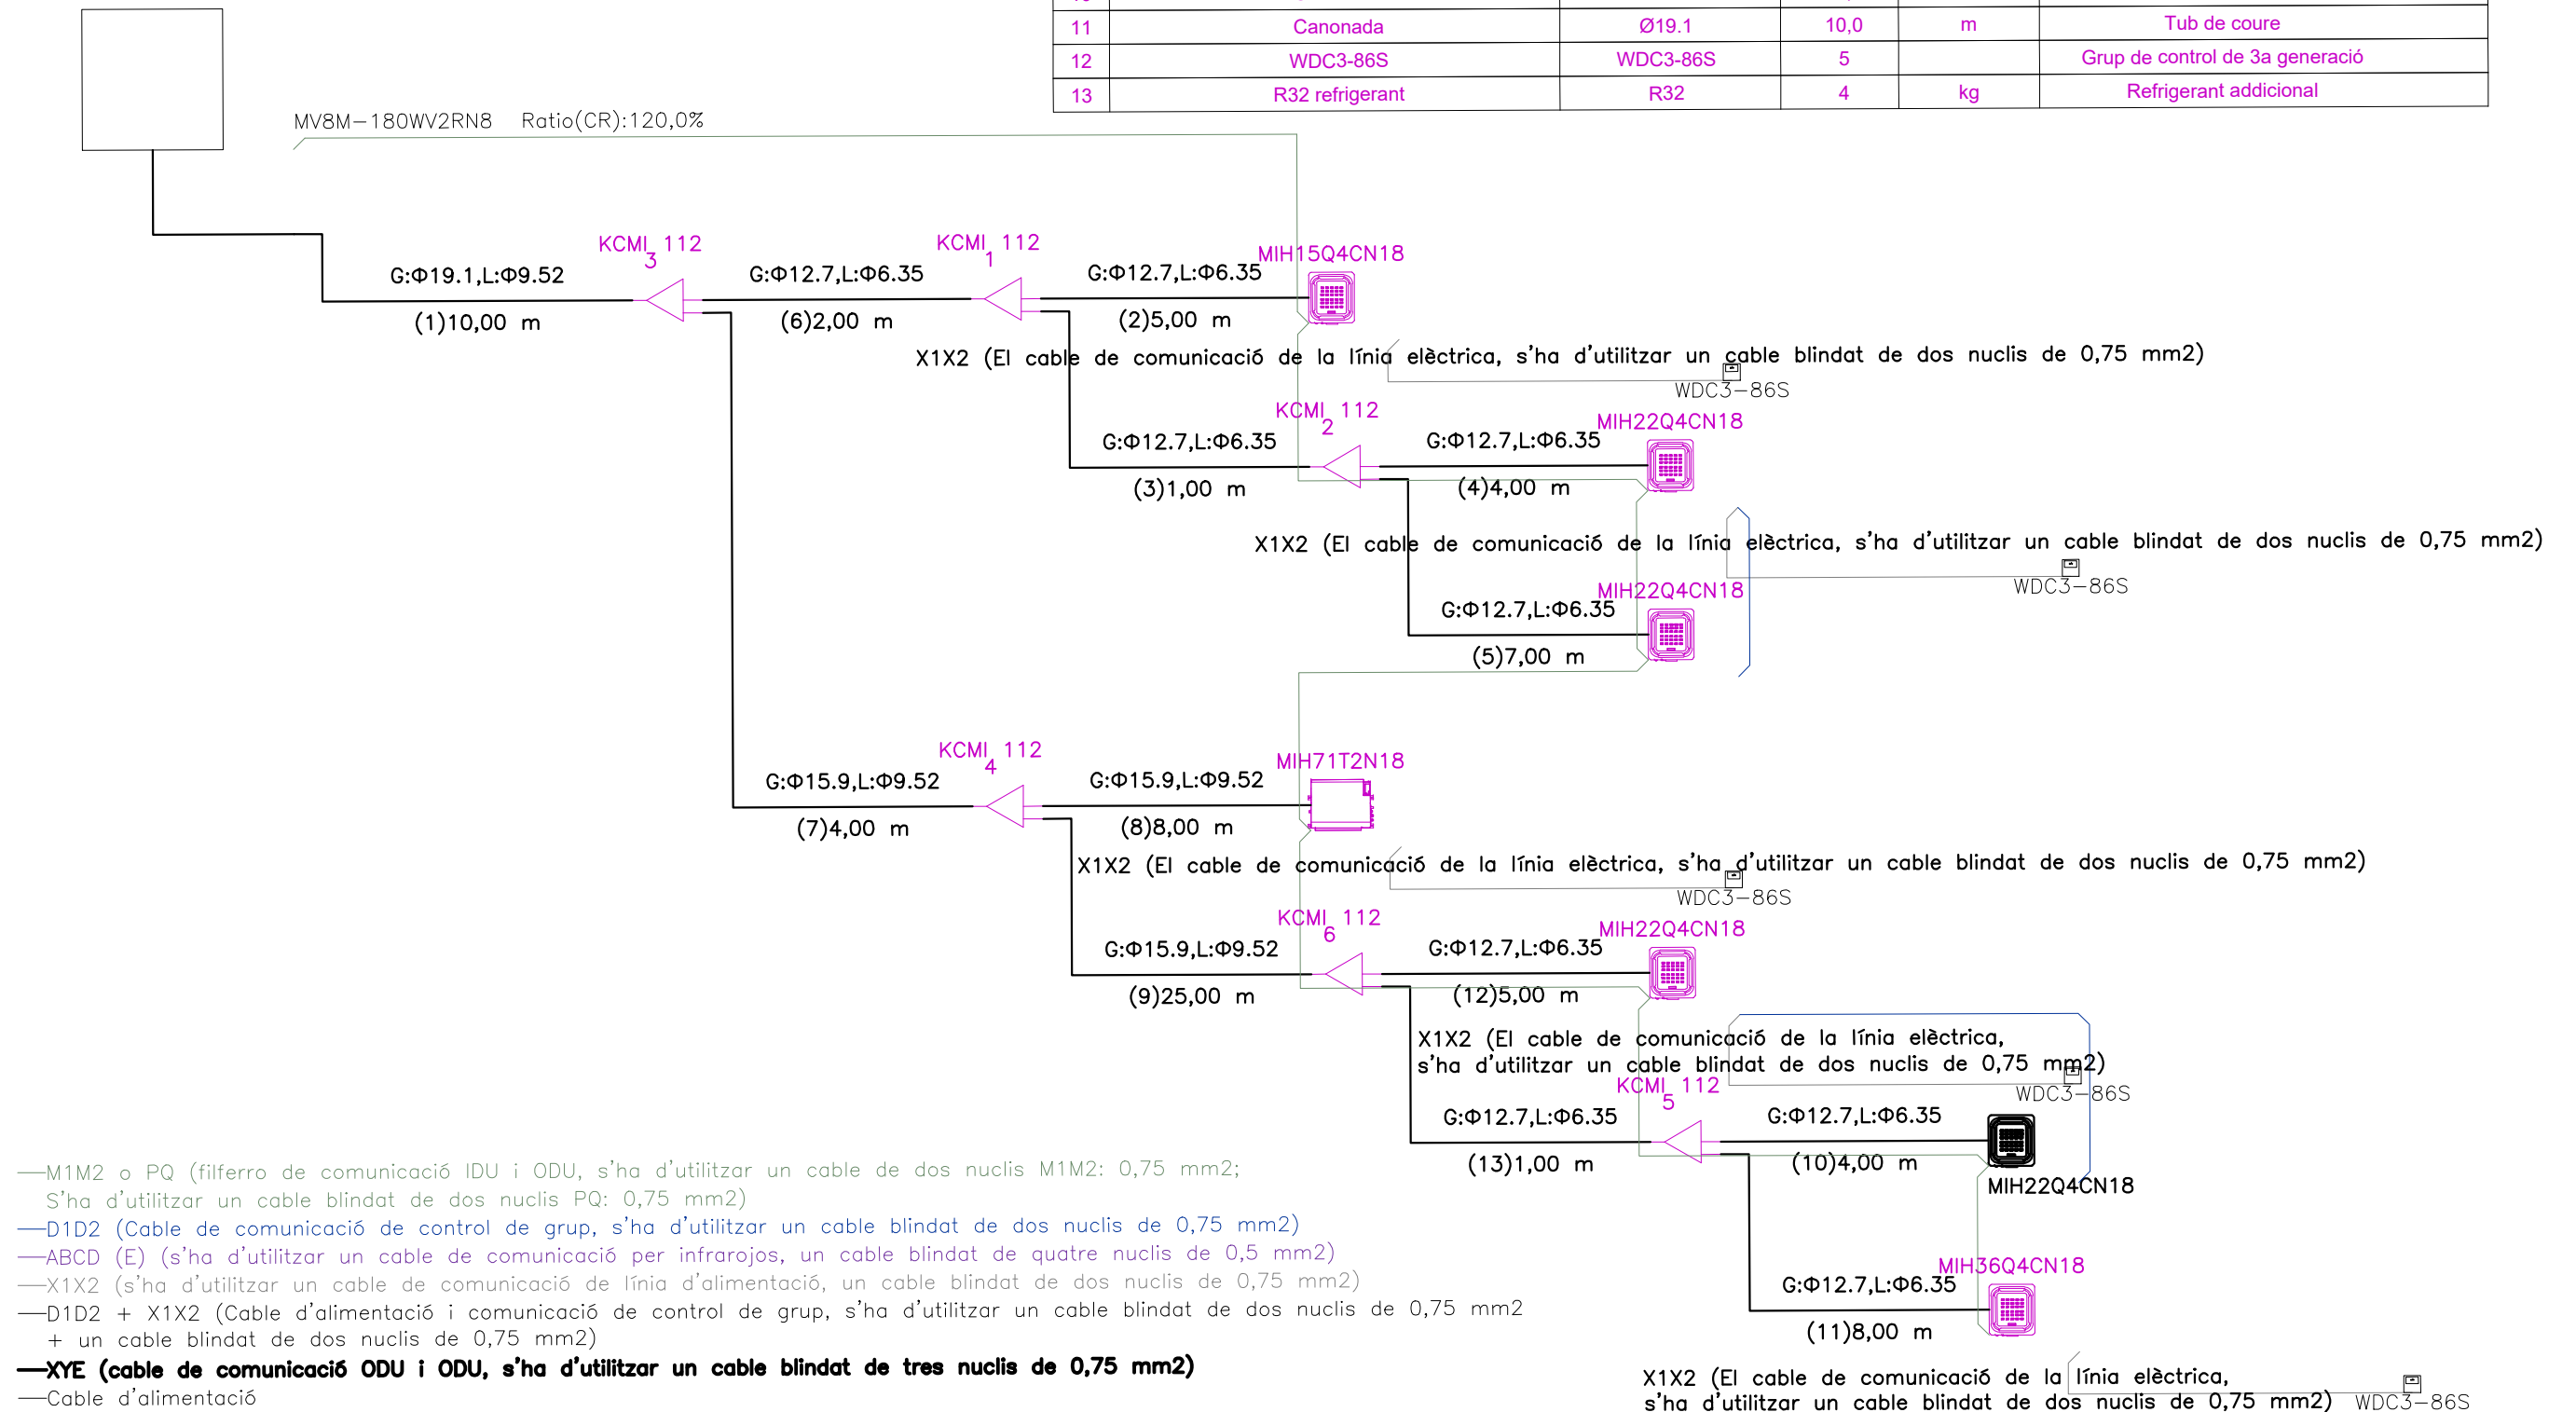 11 Canonada Ø19.1 10,0 m Tub de coure
12 WDC3-86S WDC3-86S 5 Grup de control de 3a generació
13 R32 refrigerant R32 4 kg Refrigerant addicional
MV8M-180WV2RN8 Ratio(CR):120,0%
KCMI_112
3
KCMI_112
1
MIH15Q4CN18
G:Φ19.1,L:Φ9.52
G:Φ12.7,L:Φ6.35
G:Φ12.7,L:Φ6.35
(1)10,00 m
(6)2,00 m
(2)5,00 m
X1X2 (El cable de comunicació de la línia elèctrica, s'ha d'utilitzar un cable blindat de dos nuclis de 0,75 mm2)
WDC3-86S
KCMI_112
2
MIH22Q4CN18
G:Φ12.7,L:Φ6.35
G:Φ12.7,L:Φ6.35
(3)1,00 m
(4)4,00 m
X1X2 (El cable de comunicació de la línia elèctrica, s'ha d'utilitzar un cable blindat de dos nuclis de 0,75 mm2)
WDC3-86S
MIH22Q4CN18
G:Φ12.7,L:Φ6.35
(5)7,00 m
KCMI_112
4
MIH71T2N18
G:Φ15.9,L:Φ9.52
G:Φ15.9,L:Φ9.52
(7)4,00 m
(8)8,00 m
X1X2 (El cable de comunicació de la línia elèctrica, s'ha d'utilitzar un cable blindat de dos nuclis de 0,75 mm2)
WDC3-86S
KCMI_112
6
MIH22Q4CN18
G:Φ15.9,L:Φ9.52
G:Φ12.7,L:Φ6.35
(9)25,00 m
(12)5,00 m
X1X2 (El cable de comunicació de la línia elèctrica,
s'ha d'utilitzar un cable blindat de dos nuclis de 0,75 mm2)
WDC3-86S
KCMI_112
5
G:Φ12.7,L:Φ6.35
G:Φ12.7,L:Φ6.35
(13)1,00 m
(10)4,00 m
MIH22Q4CN18
MIH36Q4CN18
G:Φ12.7,L:Φ6.35
(11)8,00 m
X1X2 (El cable de comunicació de la línia elèctrica,
s'ha d'utilitzar un cable blindat de dos nuclis de 0,75 mm2)
WDC3-86S
M1M2 o PQ (filferro de comunicació IDU i ODU, s'ha d'utilitzar un cable de dos nuclis M1M2: 0,75 mm2;
S'ha d'utilitzar un cable blindat de dos nuclis PQ: 0,75 mm2)
D1D2 (Cable de comunicació de control de grup, s'ha d'utilitzar un cable blindat de dos nuclis de 0,75 mm2)
ABCD (E) (s'ha d'utilitzar un cable de comunicació per infrarojos, un cable blindat de quatre nuclis de 0,5 mm2)
X1X2 (s'ha d'utilitzar un cable de comunicació de línia d'alimentació, un cable blindat de dos nuclis de 0,75 mm2)
D1D2 + X1X2 (Cable d'alimentació i comunicació de control de grup, s'ha d'utilitzar un cable blindat de dos nuclis de 0,75 mm2
+ un cable blindat de dos nuclis de 0,75 mm2)
XYE (cable de comunicació ODU i ODU, s'ha d'utilitzar un cable blindat de tres nuclis de 0,75 mm2)
Cable d'alimentació